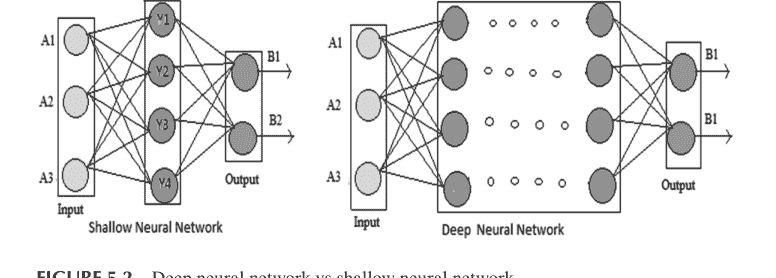 A1
A2
A3
Y1
Y2
Y3
Y4
B1
B2
Input
Output
Shallow Neural Network
A1
A2
A3
B1
B1
Input
Output
Deep Neural Network
FIGURE 5.2 Deep neural network vs shallow neural network